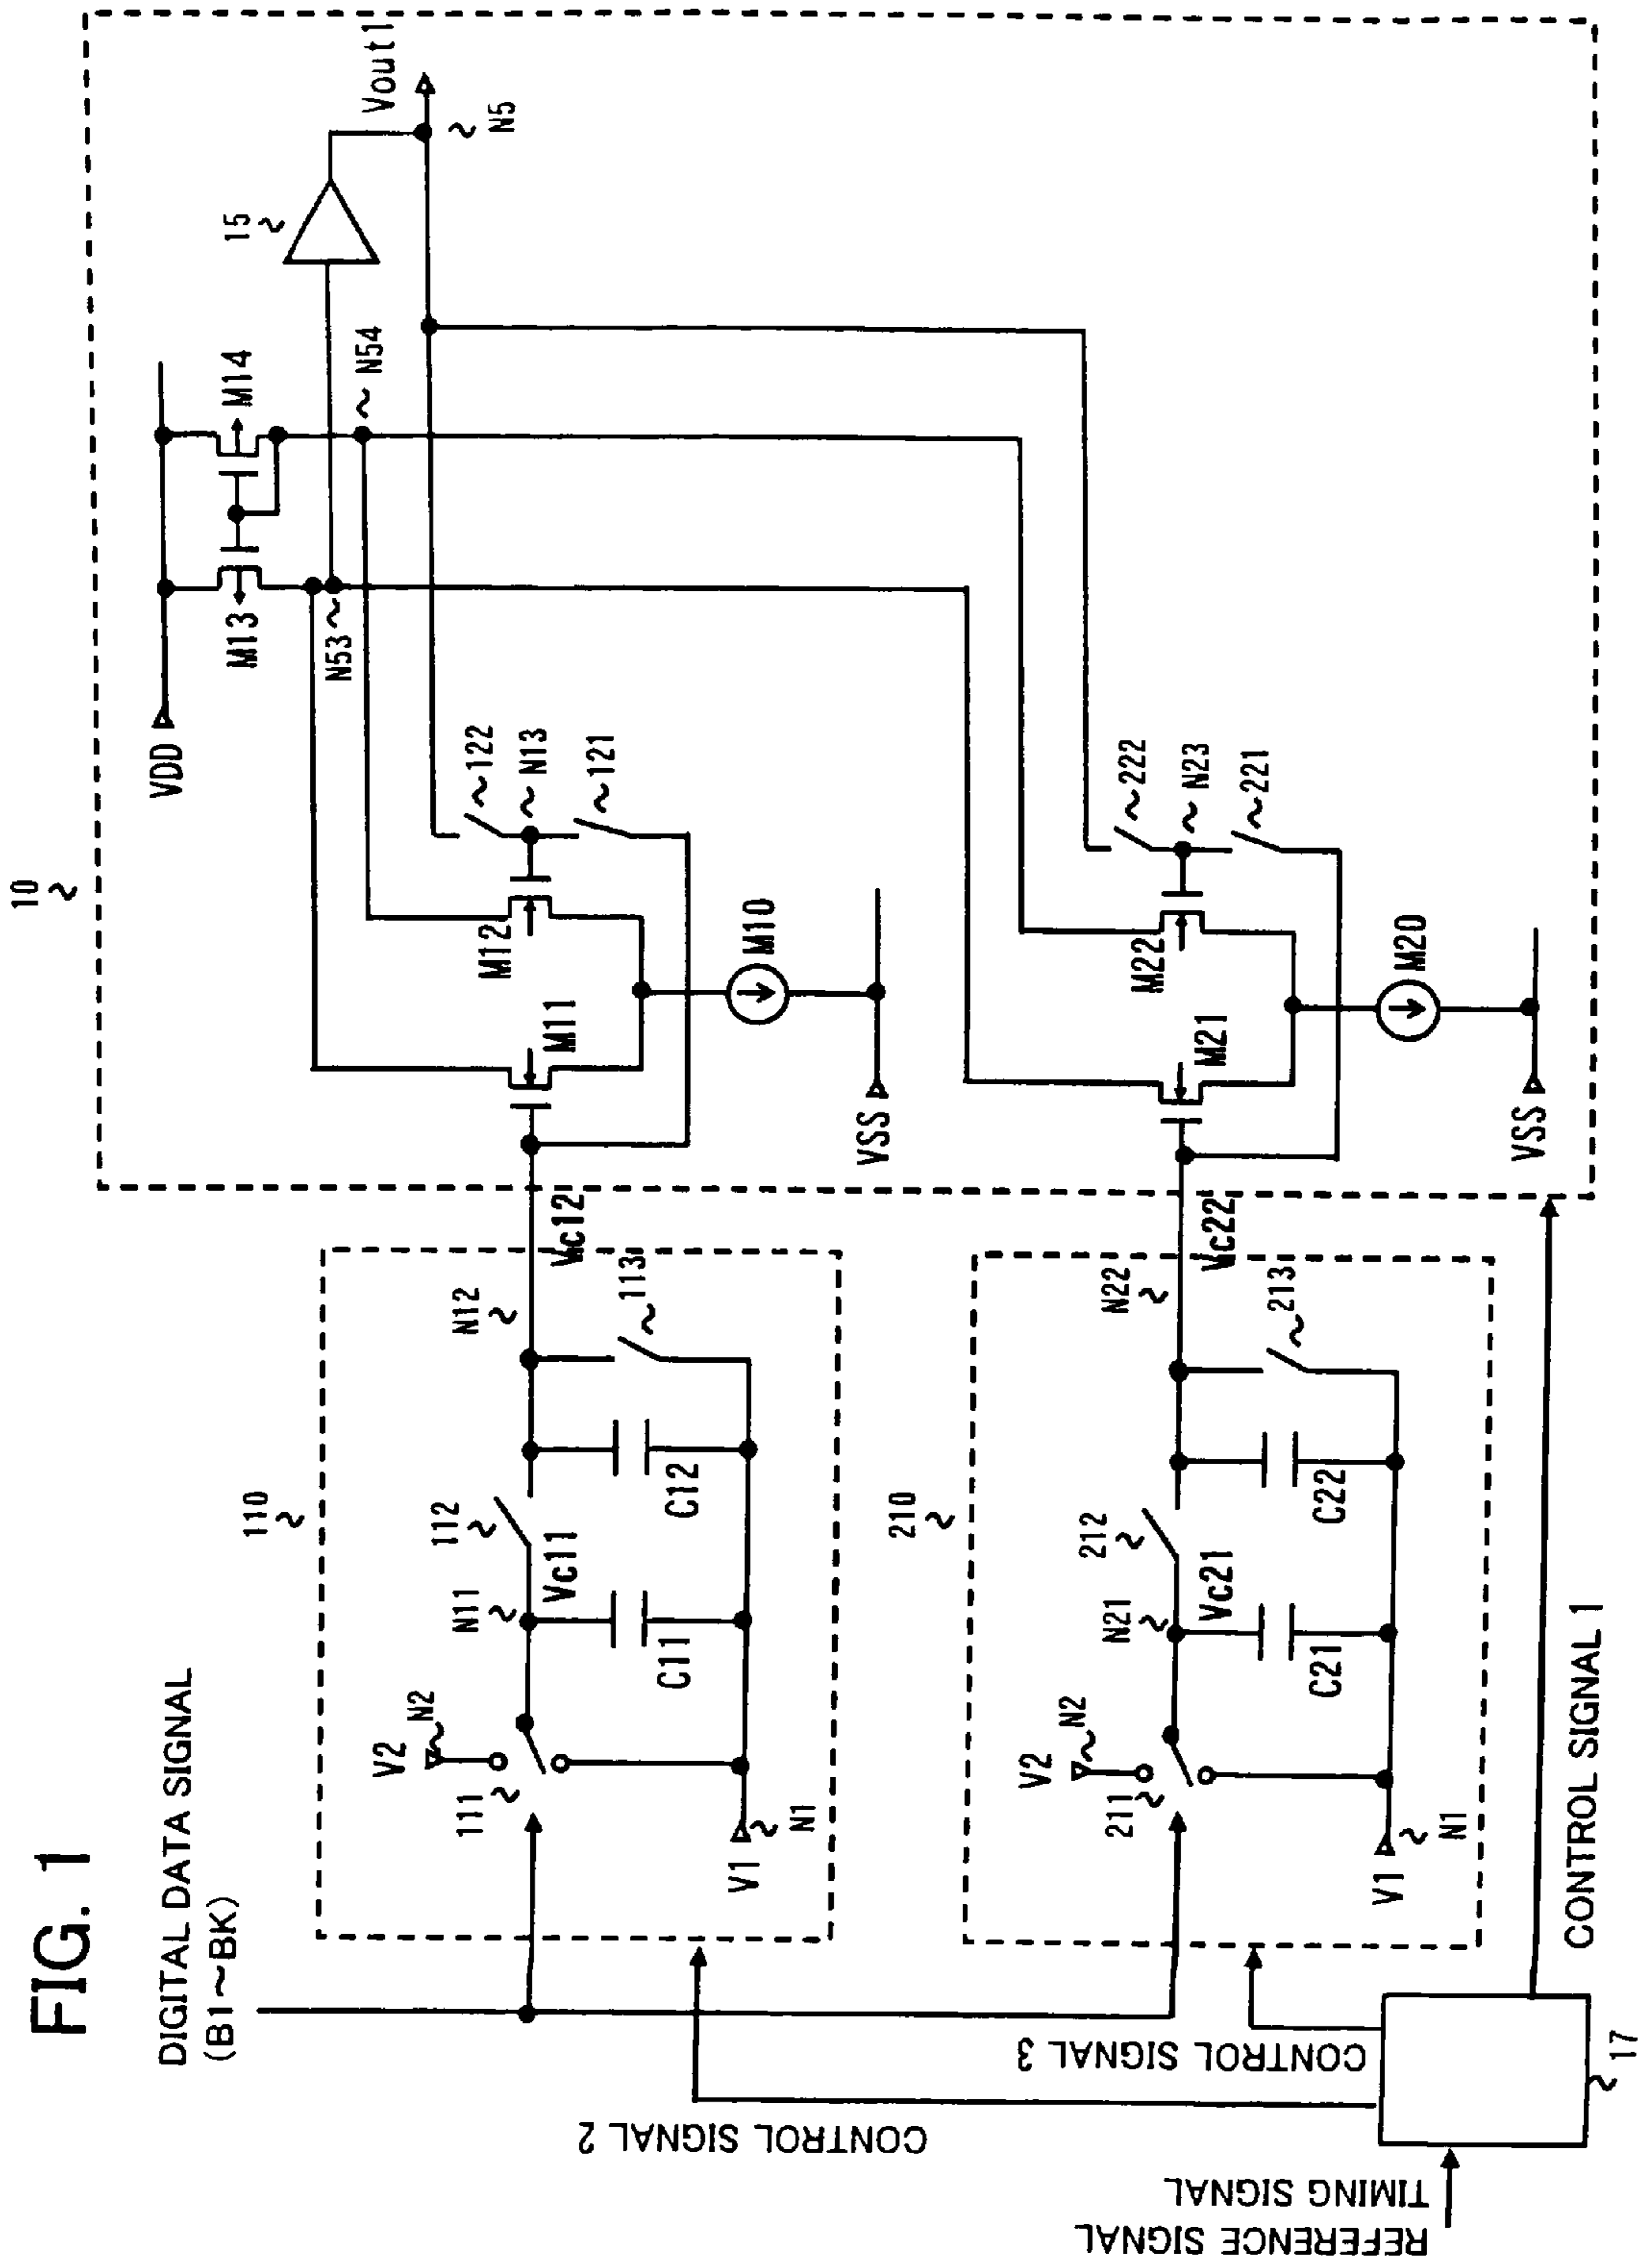 FIG. 1
DIGITAL DATA SIGNAL
(B1~BK)
10
VDD
M13
M14
N53
N54
15
Vout1
N5
122
N13
121
M12
M11
M10
VSS
110
V2
N2
111
N11
Vc11
112
N12
Vc12
113
C11
C12
V1
N1
222
N23
221
M22
M21
M20
VSS
210
V2
N2
211
N21
Vc21
212
N22
Vc22
213
C21
C22
V1
N1
CONTROL SIGNAL 1
CONTROL SIGNAL 2
CONTROL SIGNAL 3
17
REFERENCE SIGNAL
TIMING SIGNAL